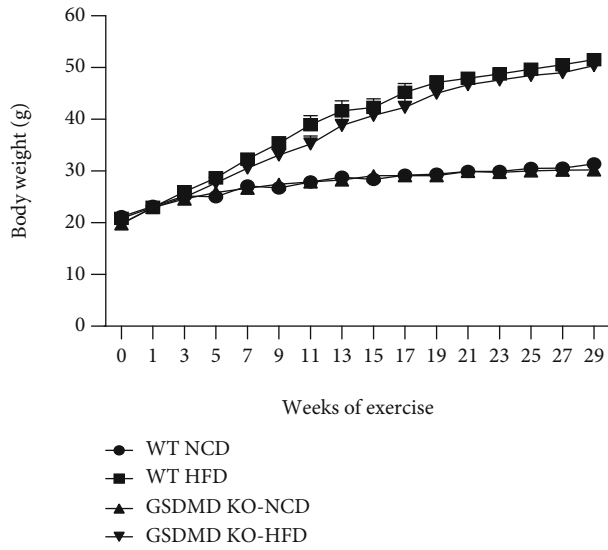 60
50
40
30
20
10
0
Body weight (g)
0 1 3 5 7 9 11 13 15 17 19 21 23 25 27 29
Weeks of exercise
WT NCD
WT HFD
GSDMD KO-NCD
GSDMD KO-HFD